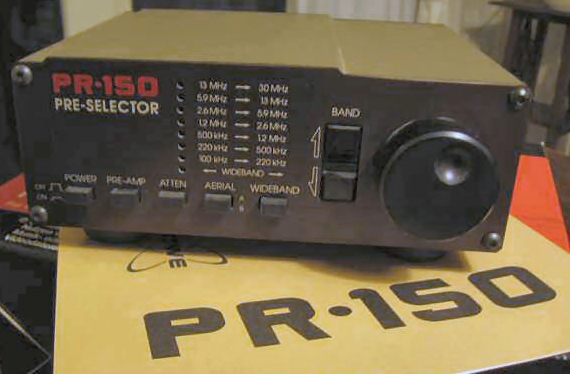 PR·150
PRE-SELECTOR
13 MHz → 30 MHz
5.9 MHz → 13 MHz
2.6 MHz → 5.9 MHz
1.2 MHz → 2.6 MHz
500 kHz → 1.2 MHz
220 kHz → 500 kHz
100 kHz → 220 kHz
← WIDEBAND →
BAND
POWER PRE-AMP ATTEN AERIAL WIDEBAND
PR·150